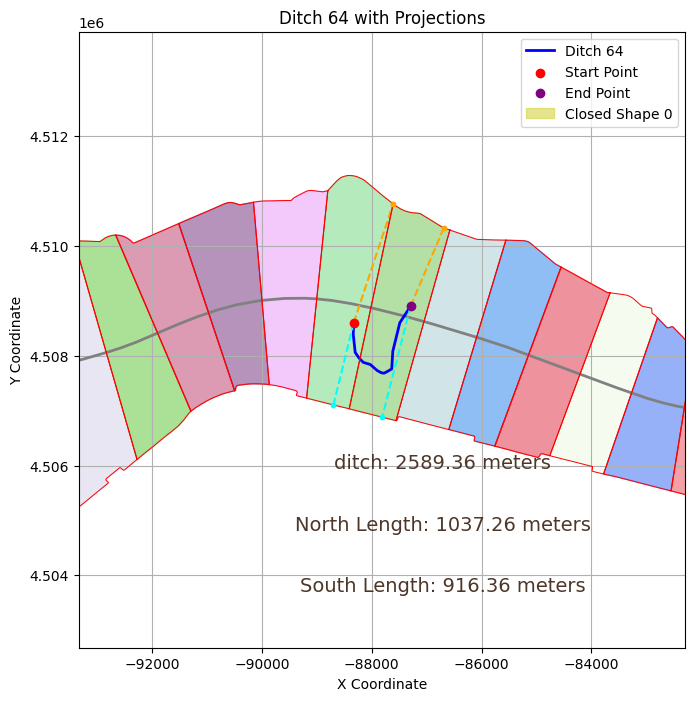 Ditch 64 with Projections
1e6
Ditch 64
Start Point
End Point
Closed Shape 0
4.512
4.510
4.508
4.506
4.504
Y Coordinate
ditch: 2589.36 meters
North Length: 1037.26 meters
South Length: 916.36 meters
−92000
−90000
−88000
−86000
−84000
X Coordinate